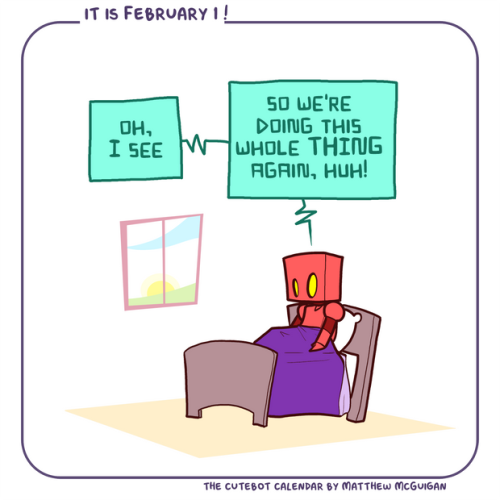 IT IS FEBRUARY 1!
OH,
I SEE
SO WE'RE
DOING THIS
WHOLE THING
AGAIN, HUH!
THE CUTEBOT CALENDAR BY MATTHEW MCGUIGAN